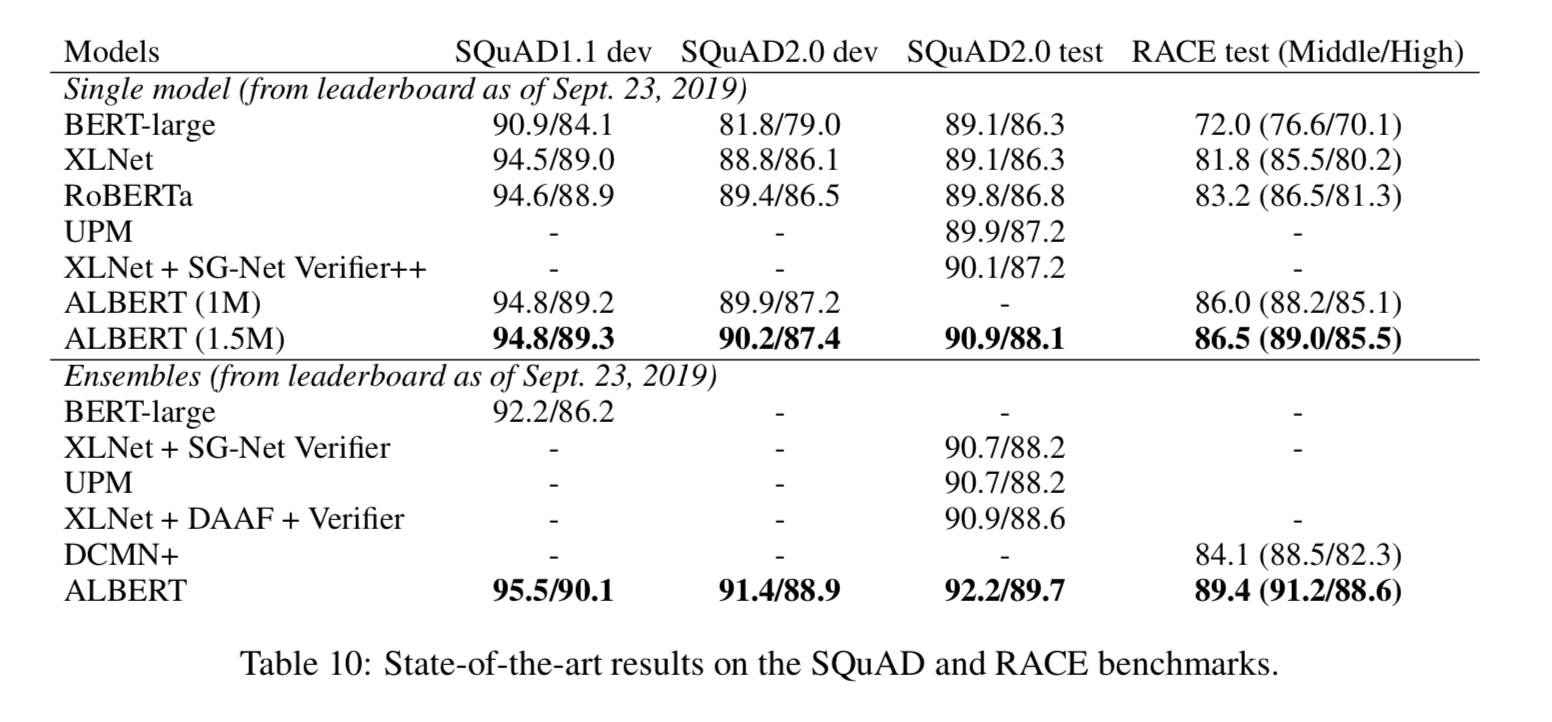 Models SQuAD1.1 dev SQuAD2.0 dev SQuAD2.0 test RACE test (Middle/High)
Single model (from leaderboard as of Sept. 23, 2019)
BERT-large 90.9/84.1 81.8/79.0 89.1/86.3 72.0 (76.6/70.1)
XLNet 94.5/89.0 88.8/86.1 89.1/86.3 81.8 (85.5/80.2)
RoBERTa 94.6/88.9 89.4/86.5 89.8/86.8 83.2 (86.5/81.3)
UPM - - 89.9/87.2 -
XLNet + SG-Net Verifier++ - - 90.1/87.2 -
ALBERT (1M) 94.8/89.2 89.9/87.2 - 86.0 (88.2/85.1)
ALBERT (1.5M) 94.8/89.3 90.2/87.4 90.9/88.1 86.5 (89.0/85.5)
Ensembles (from leaderboard as of Sept. 23, 2019)
BERT-large 92.2/86.2 - - -
XLNet + SG-Net Verifier - - 90.7/88.2 -
UPM - - 90.7/88.2
XLNet + DAAF + Verifier - - 90.9/88.6 -
DCMN+ - - - 84.1 (88.5/82.3)
ALBERT 95.5/90.1 91.4/88.9 92.2/89.7 89.4 (91.2/88.6)
Table 10: State-of-the-art results on the SQuAD and RACE benchmarks.